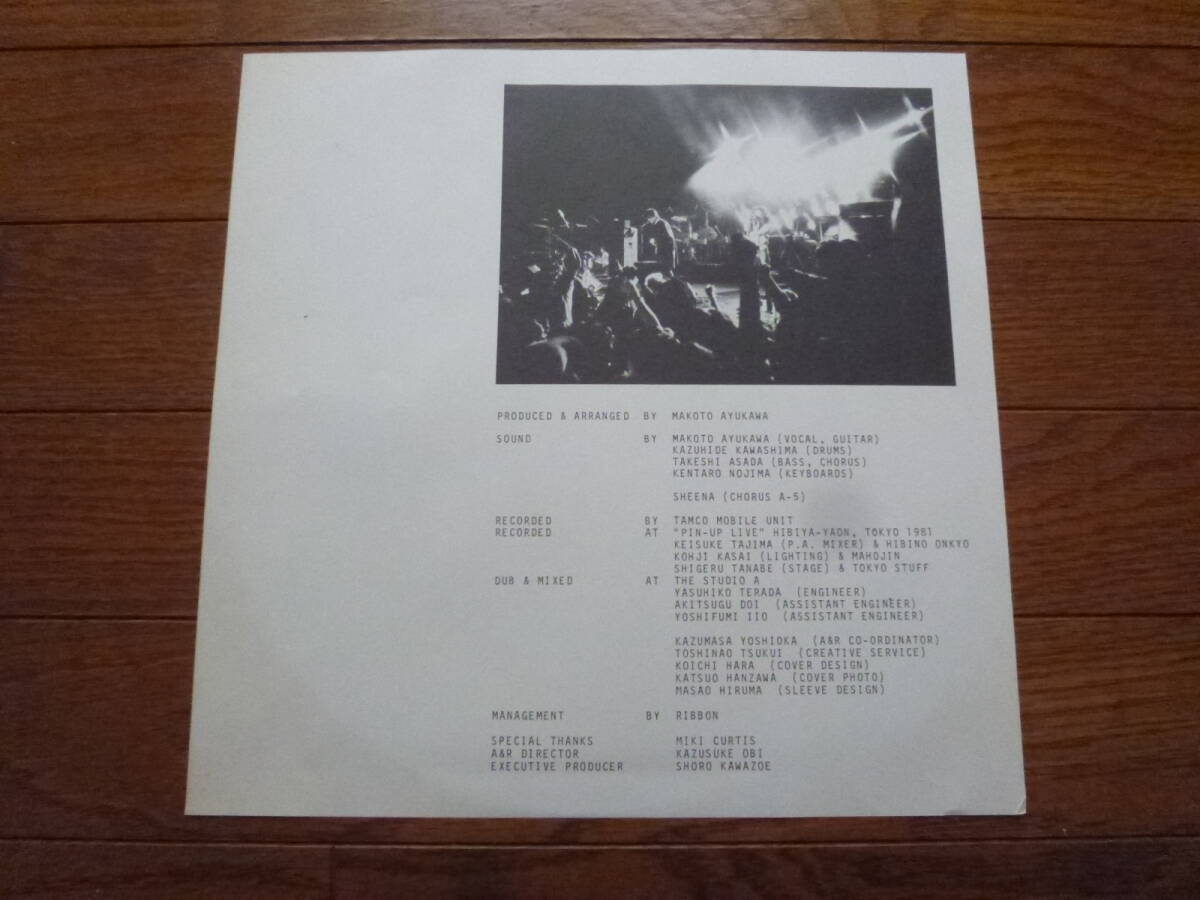 PRODUCED & ARRANGED BY MAKOTO AYUKAWA
SOUND BY MAKOTO AYUKAWA (VOCAL, GUITAR)
KAZUHIDE KAWASHIMA (DRUMS)
TAKESHI ASADA (BASS, CHORUS)
KENTARO NOJIMA (KEYBOARDS)
SHEENA (CHORUS A-5)
RECORDED BY TAMCO MOBILE UNIT
RECORDED AT "PIN-UP LIVE" HIBIYA-YAON, TOKYO 1981
KEISUKE TAJIMA (P.A. MIXER) & HIBINO ONKYO
KOHJI KASAI (LIGHTING) & MAHOJIN
SHIGERU TANABE (STAGE) & TOKYO STUFF
DUB & MIXED AT THE STUDIO A
YASUHIKO TERADA (ENGINEER)
AKITSUGU DOI (ASSISTANT ENGINEER)
YOSHIFUMI IIO (ASSISTANT ENGINEER)
KAZUMASA YOSHIOKA (A&R CO-ORDINATOR)
TOSHINAO TSUKUI (CREATIVE SERVICE)
KOICHI HARA (COVER DESIGN)
KATSUO HANZAWA (COVER PHOTO)
MASAO HIRUMA (SLEEVE DESIGN)
MANAGEMENT BY RIBBON
SPECIAL THANKS MIKI CURTIS
A&R DIRECTOR KAZUSUKE OBI
EXECUTIVE PRODUCER SHORO KAWAZOE